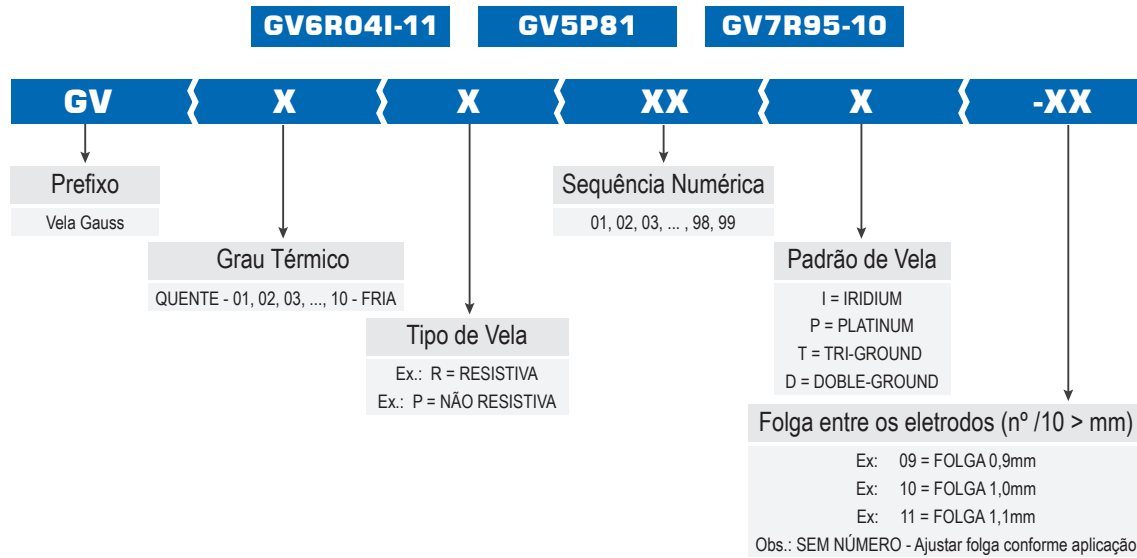 GV6R04I-11 GV5P81 GV7R95-10
GV X X XX X -XX
Prefixo
Vela Gauss
Grau Térmico
QUENTE - 01, 02, 03, ..., 10 - FRIA
Tipo de Vela
Ex.: R = RESISTIVA
Ex.: P = NÃO RESISTIVA
Sequência Numérica
01, 02, 03, ... , 98, 99
Padrão de Vela
I = IRIDIUM
P = PLATINUM
T = TRI-GROUND
D = DOBLE-GROUND
Folga entre os eletrodos (nº /10 > mm)
Ex: 09 = FOLGA 0,9mm
Ex: 10 = FOLGA 1,0mm
Ex: 11 = FOLGA 1,1mm
Obs.: SEM NÚMERO - Ajustar folga conforme aplicação